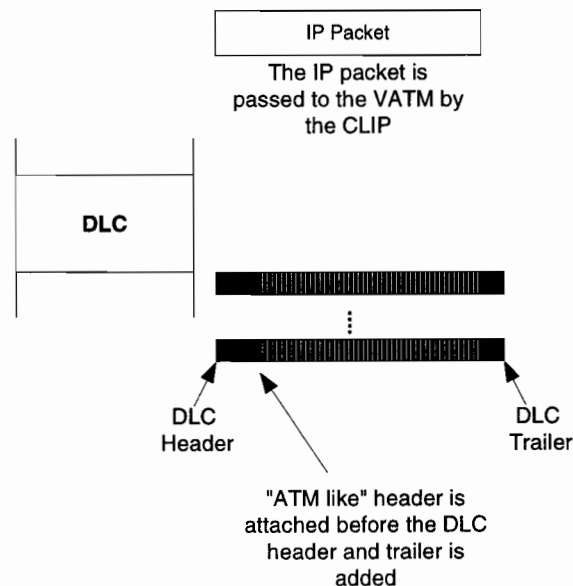 IP Packet
The IP packet is
passed to the VATM by
the CLIP
DLC
DLC
Header
DLC
Trailer
"ATM like" header is
attached before the DLC
header and trailer is
added